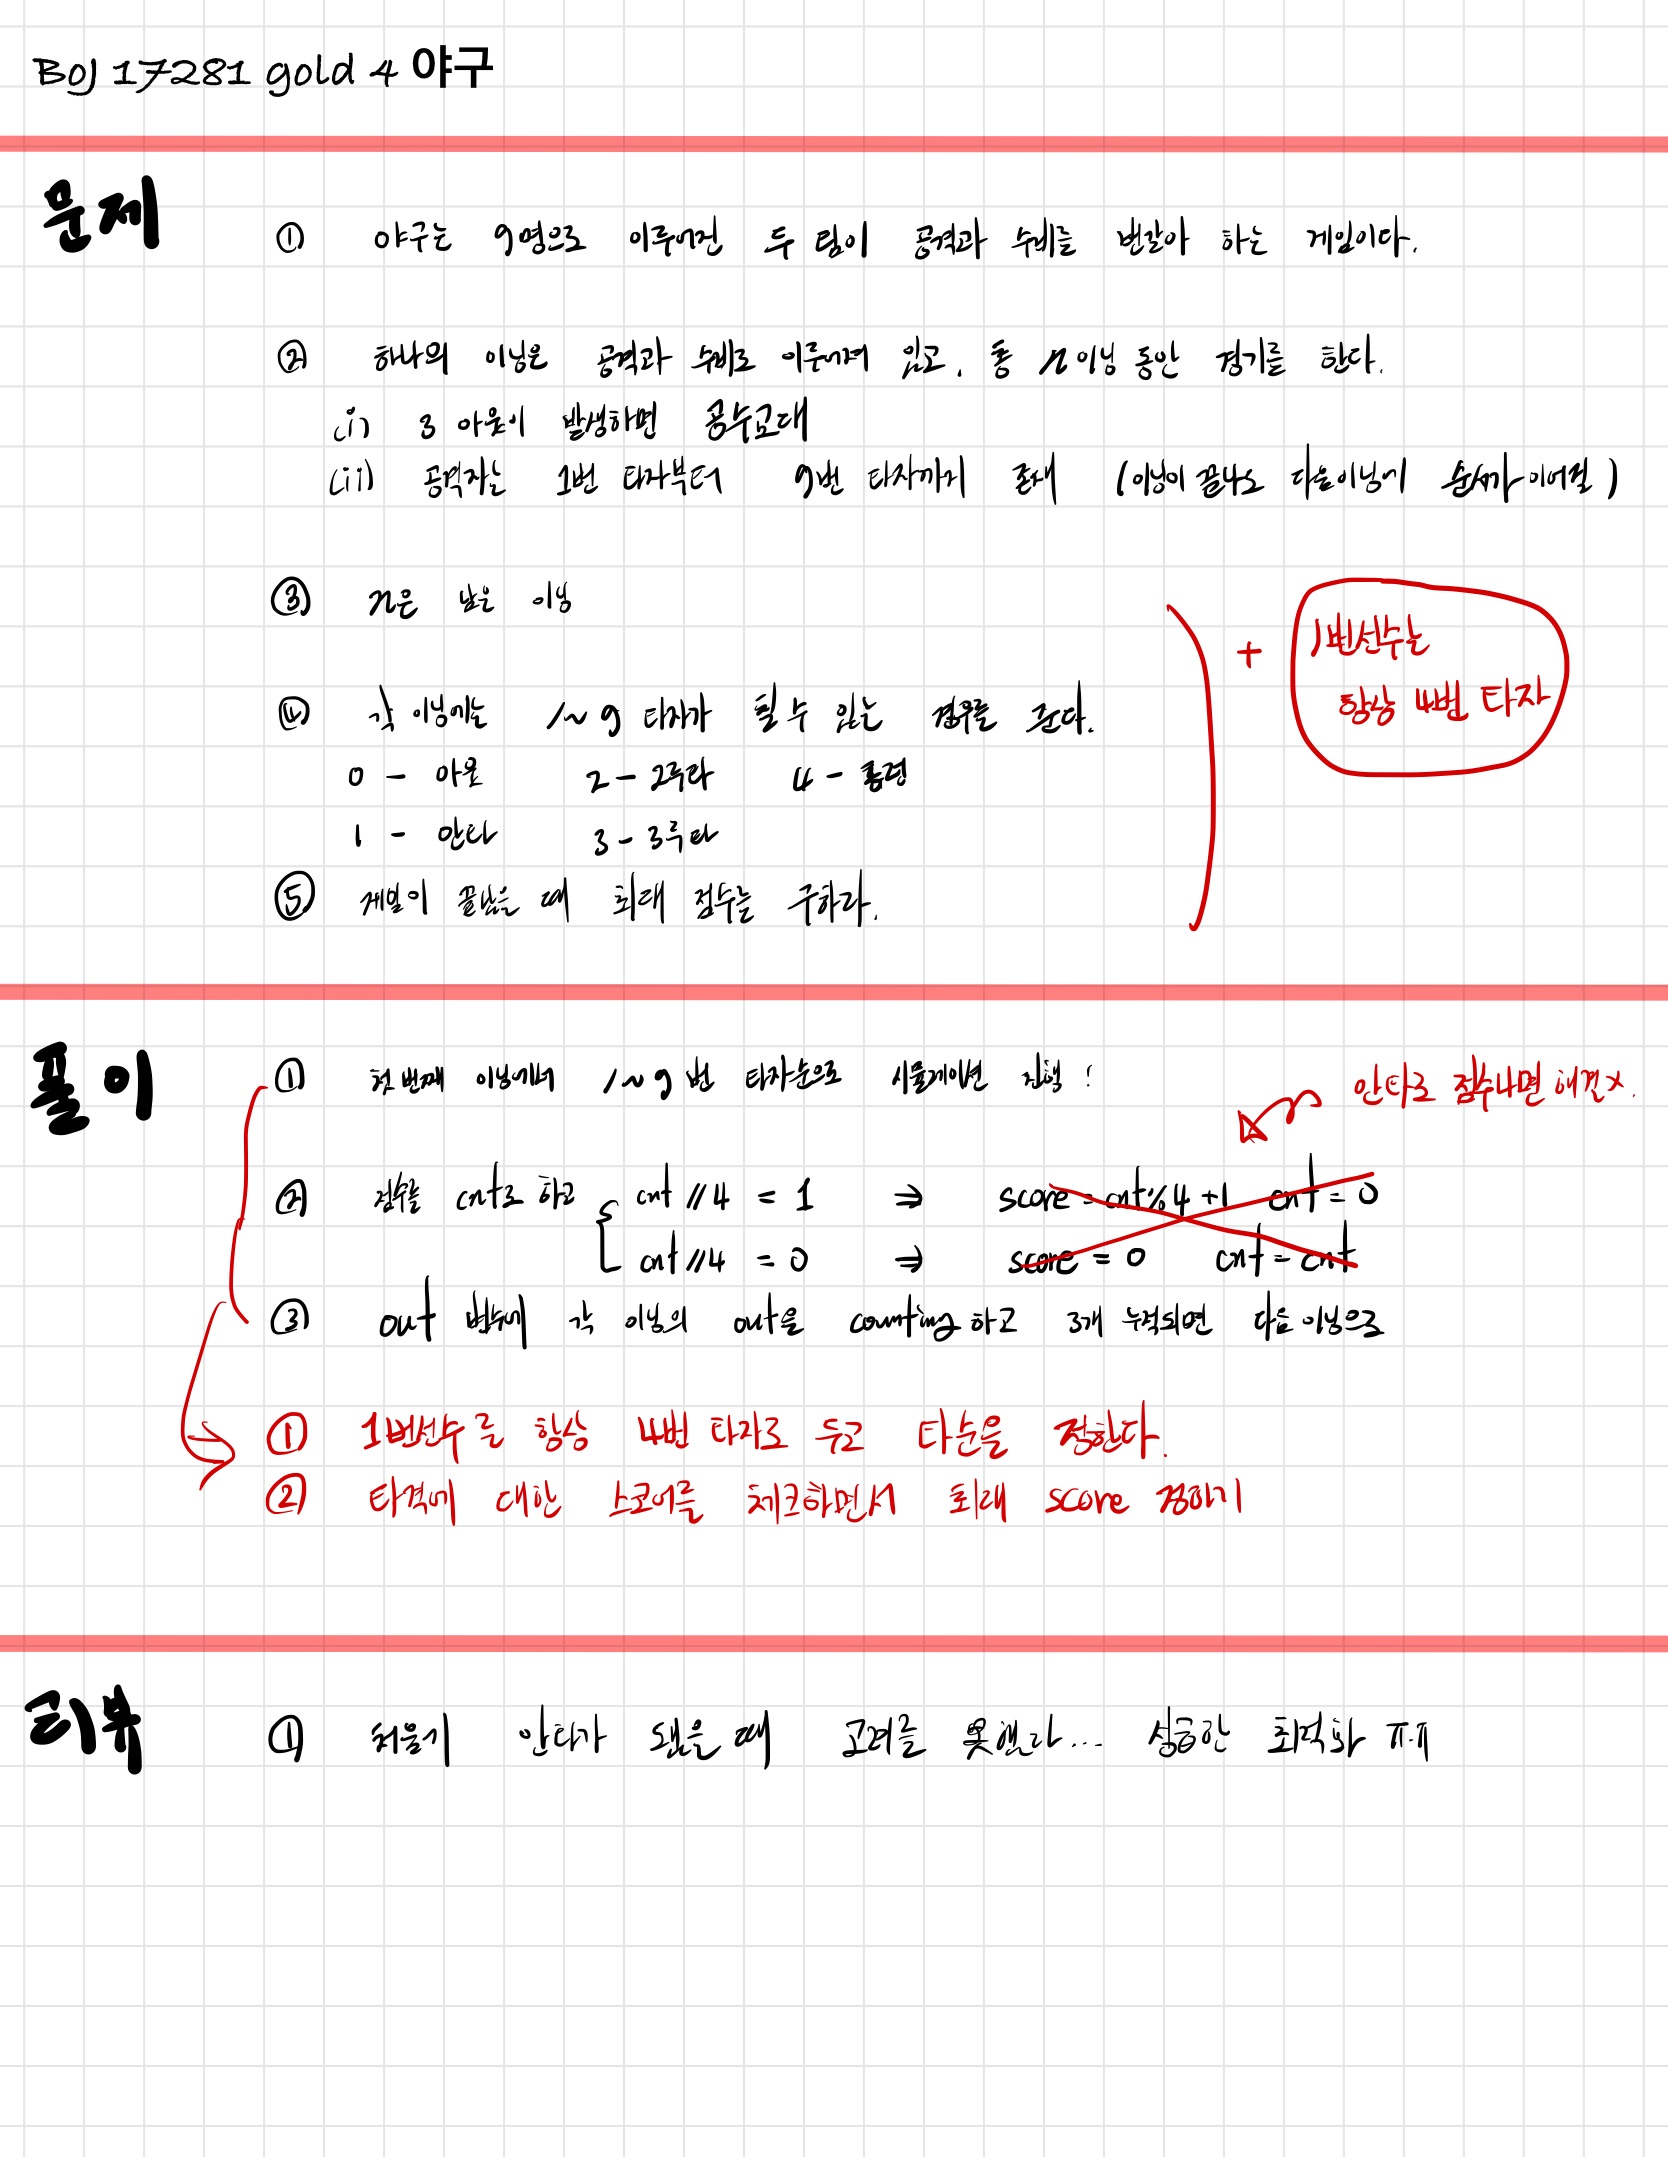 BOJ 17281 gold 4 야구
문제
① 야구는 9명으로 이루어진 두 팀이 공격과 수비를 번갈아 하는 게임이다.
② 하나의 이닝은 공격과 수비로 이루어져 있고, 총 n이닝 동안 경기를 한다.
(i) 3 아웃이 발생하면 공수교대
(ii) 공격자는 1번 타자부터 9번 타자까지 존재 (이닝이 끝나도 다음이닝에 순서가 이어질)
③ n은 남은 이닝
④ 각 이닝에는 1~9 타자가 칠 수 있는 경우를 준다.
0 - 아웃 2 - 2루타 4 - 홈런
1 - 안타 3 - 3루타
⑤ 게임이 끝났을 때 최대 점수를 구하라.
+ 1번선수는
항상 4번 타자
풀이
① 첫 번째 이닝에서 1~9번 타자순으로 시뮬레이션 진행!
안타로 점수나면 해결x.
② 점수를 cnt로 하고 { cnt // 4 = 1 ⇒ score = cnt%4 +1 cnt = 0
cnt // 4 = 0 ⇒ score = 0 cnt = cnt
③ out 변수에 각 이닝의 out을 counting하고 3개 누적되면 다음 이닝으로
① 1번선수를 항상 4번 타자로 두고 타순을 정한다.
② 타격에 대한 스코어를 체크하면서 최대 score 정하기
리뷰
① 처음기 안타가 됐을 때 고려를 못했다... 심층한 최적화 ㅠ.ㅠ